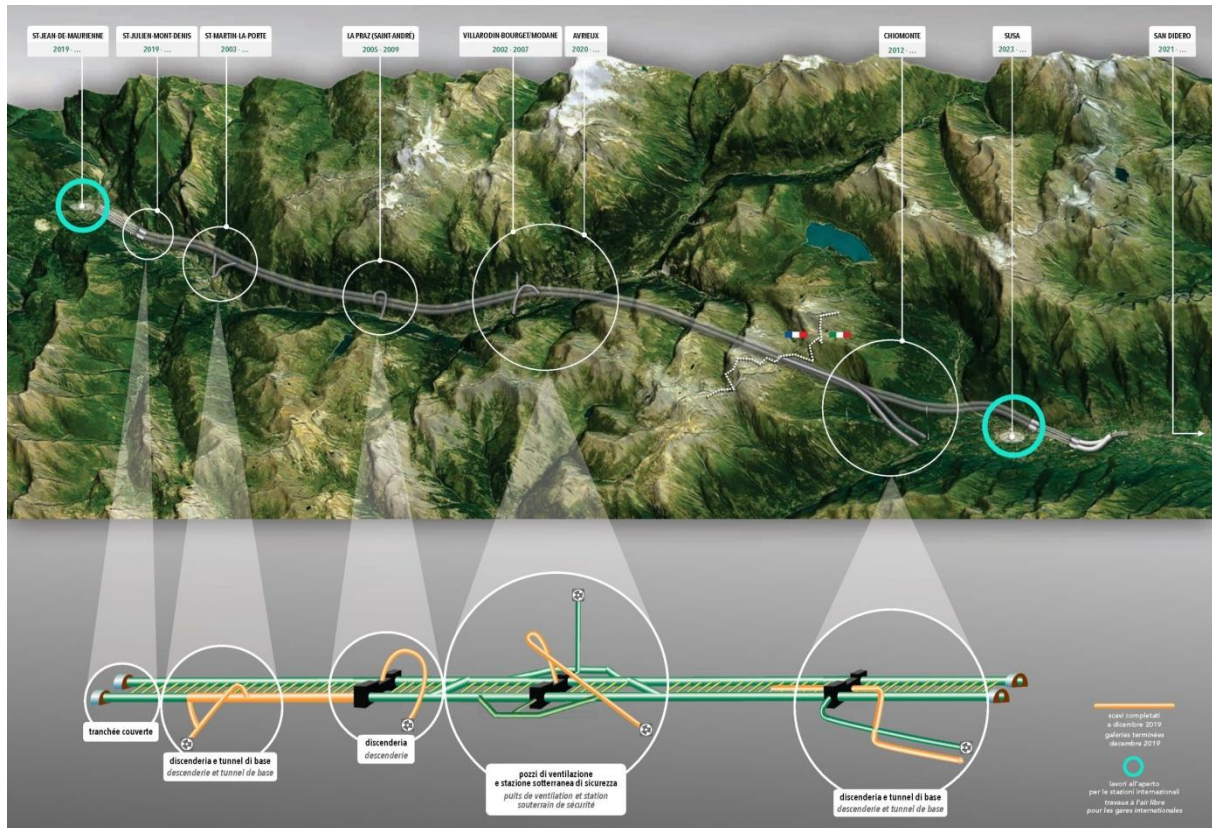 ST-JEAN-DE-MAURIENNE
2019 - ...
ST-JULIEN-MONT-DENIS
2019 - ...
ST-MARTIN-LA-PORTE
2003 - ...
LA PRAZ (SAINT-ANDRÉ)
2005 - 2009
VILLARODIN-BOURGET/MODANE
2002 - 2007
AVRIEUX
2020 - ...
CHIOMONTE
2012 - ...
SUSA
2023 - ...
SAN DIDERO
2021 - ...
tranchée couverte
discenderia e tunnel di base
descenderie et tunnel de base
discenderia
descenderie
pozzi di ventilazione
e stazione sotterranea di sicurezza
puits de ventilation et station
souterrain de sécurité
discenderia e tunnel di base
descenderie et tunnel de base
scavi completati
a dicembre 2019
galeries terminées
decembre 2019
lavori all'aperto
per le stazioni internazionali
travaux à l'air libre
pour les gares internationales